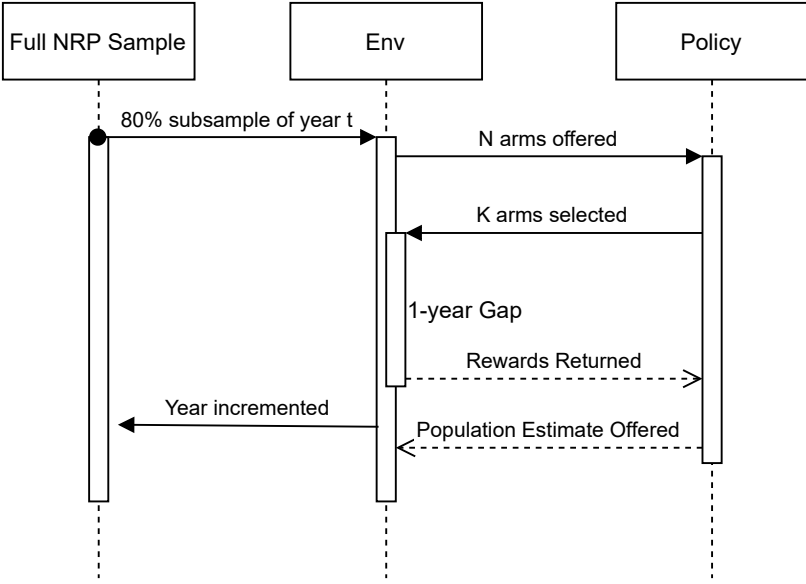 Full NRP Sample
Env
Policy
80% subsample of year t
N arms offered
K arms selected
1-year Gap
Rewards Returned
Year incremented
Population Estimate Offered